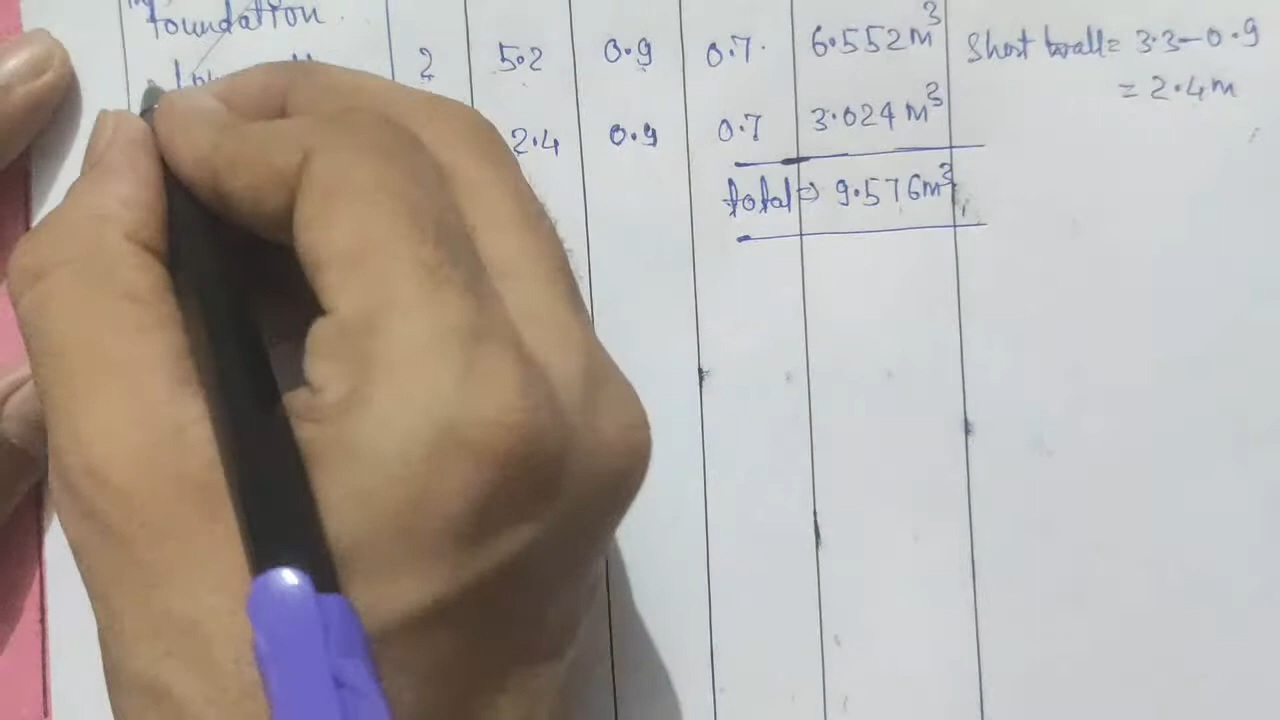 foundation.
2 5.2 0.9 0.7 6.552m³ Short wall = 3.3-0.9
= 2.4m
2.4 0.9 0.7 3.024m³
total => 9.576m³